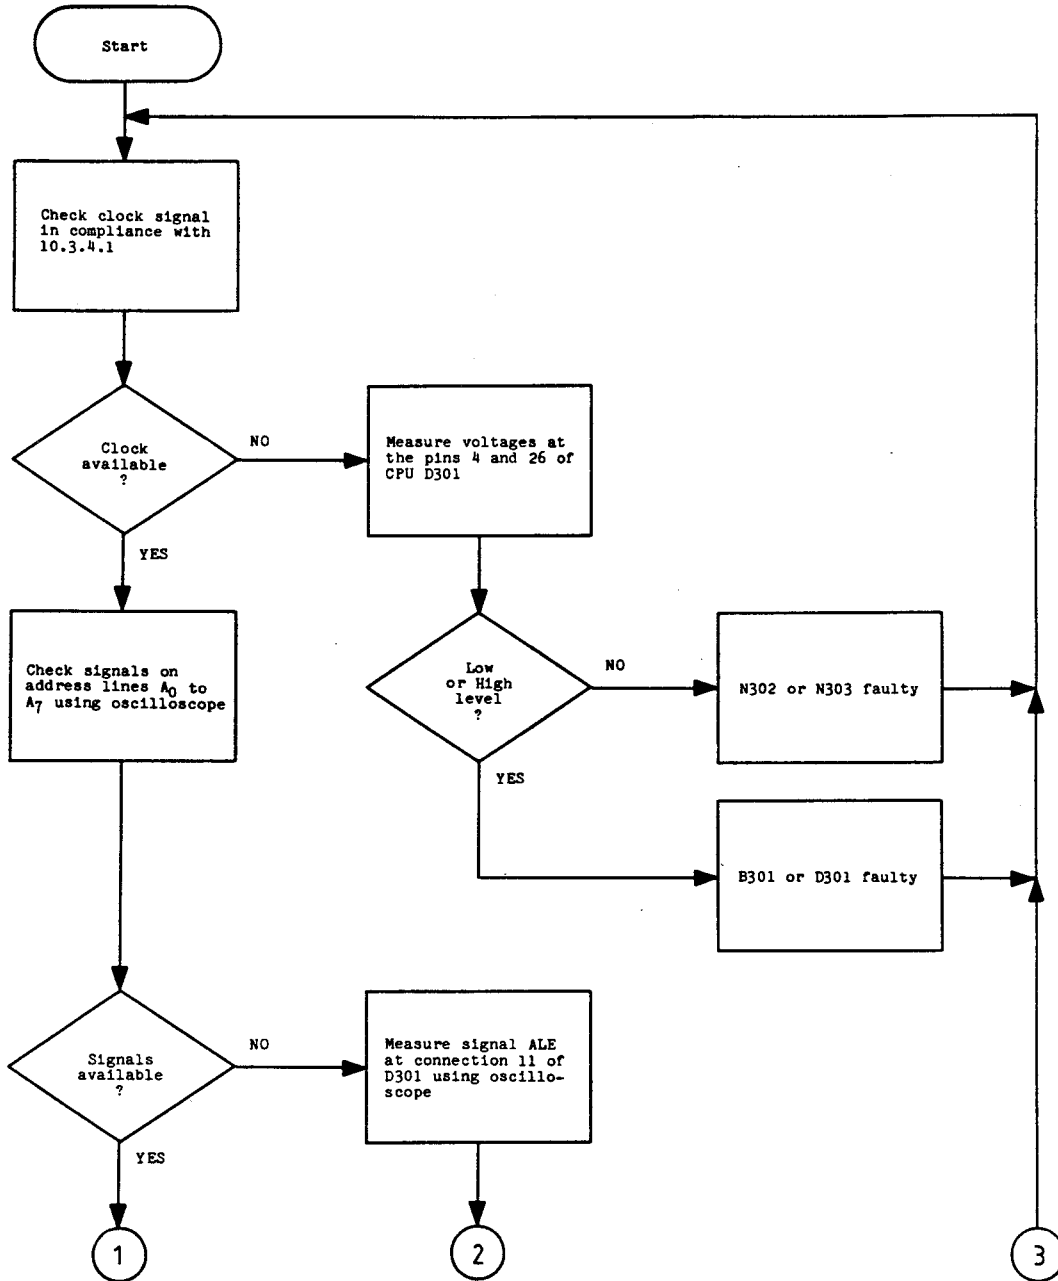 Start
Check clock signal
in compliance with
10.3.4.1
Clock
available
?
NO
Measure voltages at
the pins 4 and 26 of
CPU D301
YES
Check signals on
address lines A0 to
A7 using oscilloscope
Low
or High
level
?
NO
N302 or N303 faulty
YES
B301 or D301 faulty
Signals
available
?
NO
Measure signal ALE
at connection 11 of
D301 using oscillo-
scope
YES
1
2
3